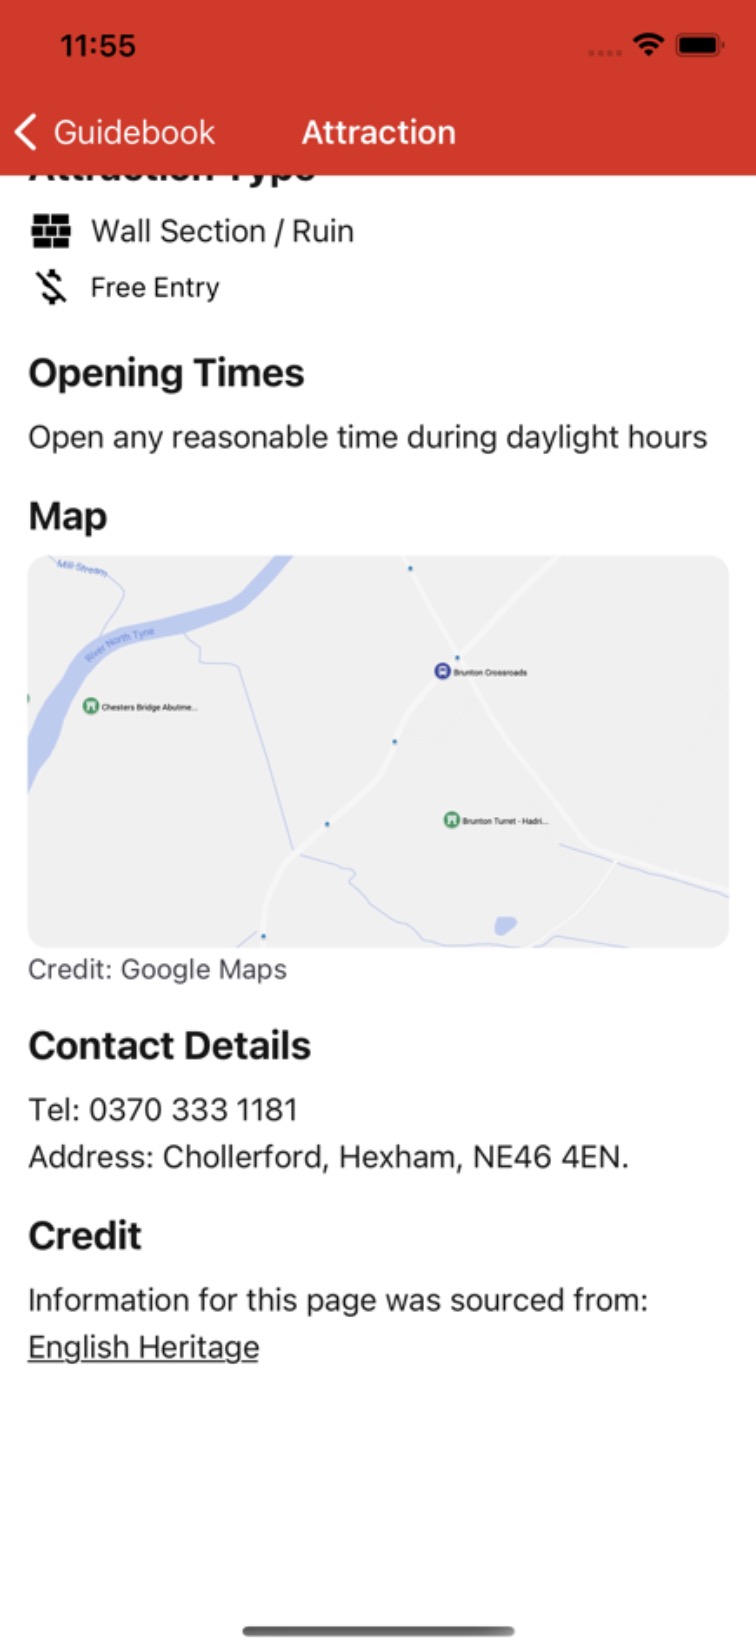 11:55
Guidebook
Attraction
Attraction Type
Wall Section / Ruin
Free Entry
Opening Times
Open any reasonable time during daylight hours
Map
Mill Stream
River North Tyne
Brunton Crossroads
Chesters Bridge Abutme...
Brunton Turret - Hadri...
Credit: Google Maps
Contact Details
Tel: 0370 333 1181
Address: Chollerford, Hexham, NE46 4EN.
Credit
Information for this page was sourced from:
English Heritage